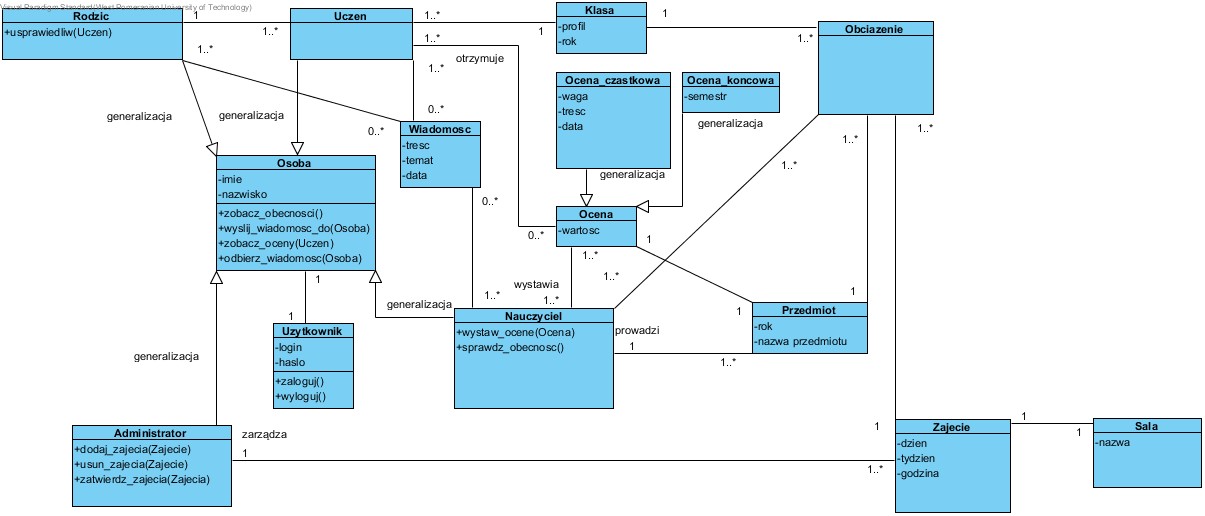 Visual Paradigm Standard(West Pomeranian University of Technology)
Rodzic
+usprawiedliw(Uczen)
1
1..*
1..*
Uczen
1..*
1
1..*
otrzymuje
1..*
0..*
0..*
Klasa
-profil
-rok
1
1..*
Obciazenie
Ocena_czastkowa
-waga
-tresc
-data
Ocena_koncowa
-semestr
generalizacja
generalizacja
generalizacja
generalizacja
Wiadomosc
-tresc
-temat
-data
0..*
0..*
1..*
1..*
1..*
1..*
Osoba
-imie
-nazwisko
+zobacz_obecnosci()
+wyslij_wiadomosc_do(Osoba)
+zobacz_oceny(Uczen)
+odbierz_wiadomosc(Osoba)
Ocena
-wartosc
1
1..*
wystawia
1..*
1..*
1
1
1
1
generalizacja
Uzytkownik
-login
-haslo
+zaloguj()
+wyloguj()
Nauczyciel
+wystaw_ocene(Ocena)
+sprawdz_obecnosc()
prowadzi
1
1..*
Przedmiot
-rok
-nazwa przedmiotu
generalizacja
Administrator
+dodaj_zajecia(Zajecie)
+usun_zajecia(Zajecie)
+zatwierdz_zajecia(Zajecia)
zarządza
1
1..*
1
Zajecie
-dzien
-tydzien
-godzina
1
1
Sala
-nazwa